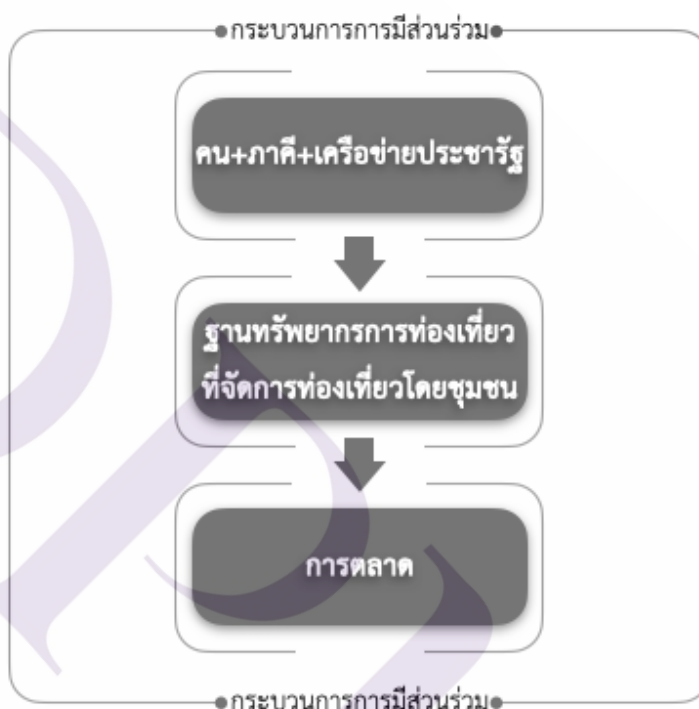 กระบวนการการมีส่วนร่วม
คน+ภาคี+เครือข่ายประชารัฐ
ฐานทรัพยากรการท่องเที่ยว
ที่จัดการท่องเที่ยวโดยชุมชน
การตลาด
กระบวนการการมีส่วนร่วม